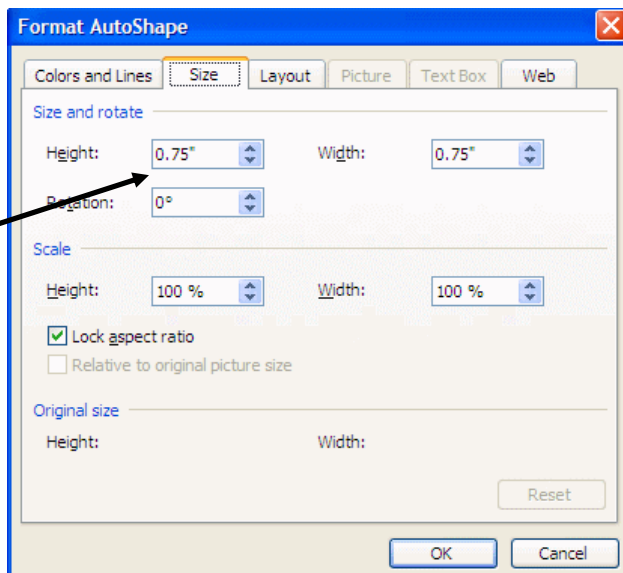 Format AutoShape
Colors and Lines Size Layout Picture Text Box Web
Size and rotate
Height: 0.75" Width: 0.75"
Rotation: 0°
Scale
Height: 100 % Width: 100 %
Lock aspect ratio
Relative to original picture size
Original size
Height: Width:
Reset
OK Cancel